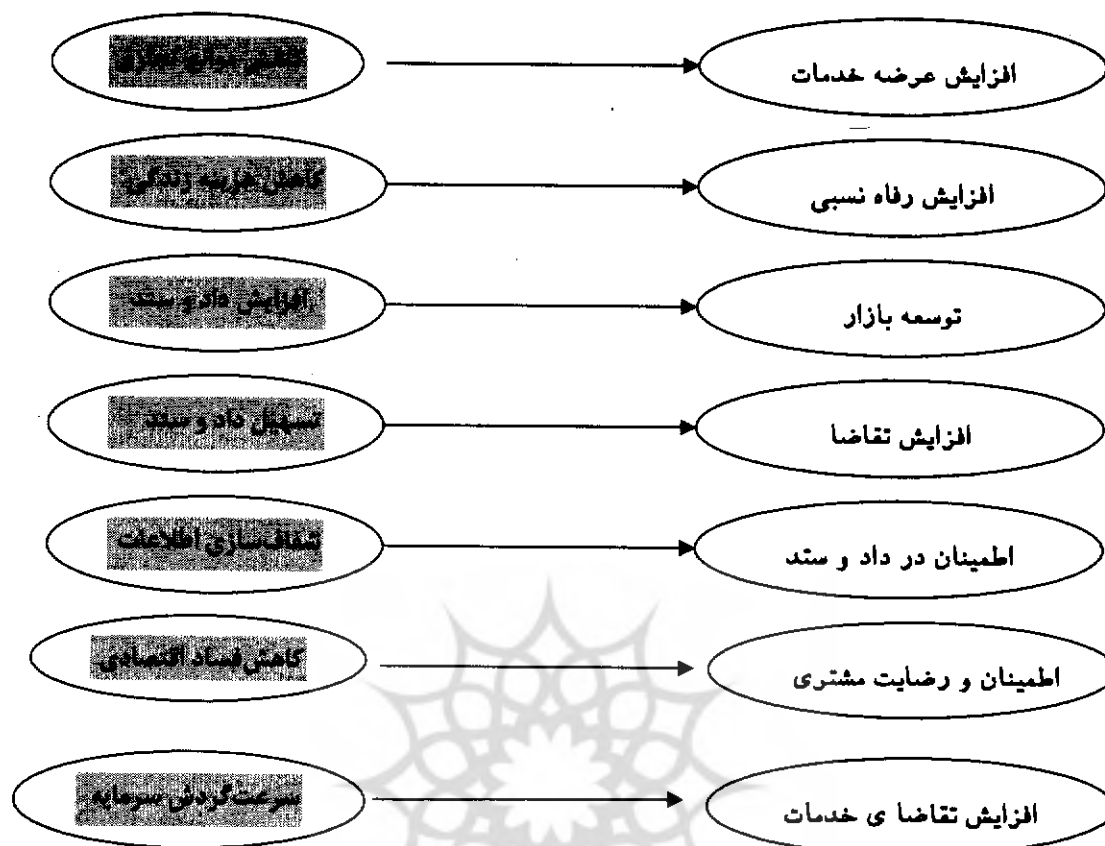 موانع تجاری
افزایش عرضه خدمات
کاهش هزینه زندگی
افزایش رفاه نسبی
افزایش داد و ستد
توسعه بازار
تسهیل داد و ستد
افزایش تقاضا
شفاف‌سازی اطلاعات
اطمینان در داد و ستد
کاهش فساد اقتصادی
اطمینان و رضایت مشتری
سرعت گردش سرمایه
افزایش تقاضا ی خدمات